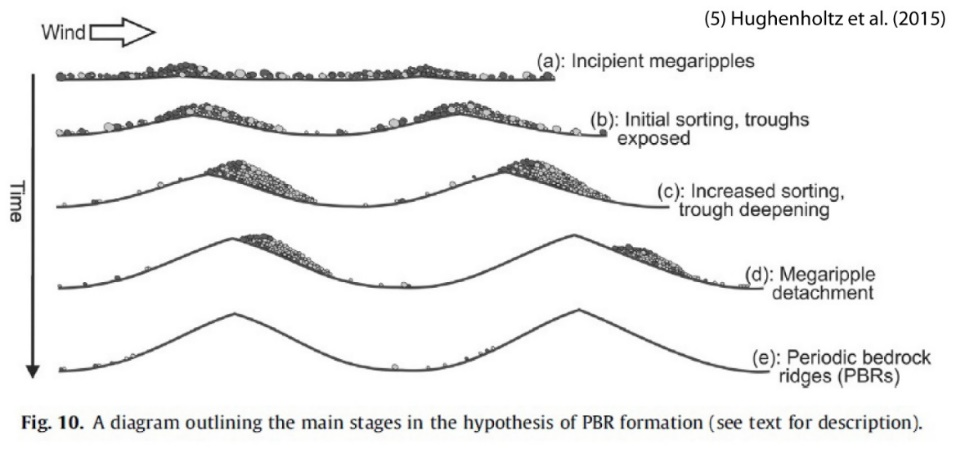 (5) Hughenholtz et al. (2015)
Wind
(a): Incipient megaripples
(b): Initial sorting, troughs
exposed
(c): Increased sorting,
trough deepening
Time
(d): Megaripple
detachment
(e): Periodic bedrock
ridges (PBRs)
Fig. 10. A diagram outlining the main stages in the hypothesis of PBR formation (see text for description).